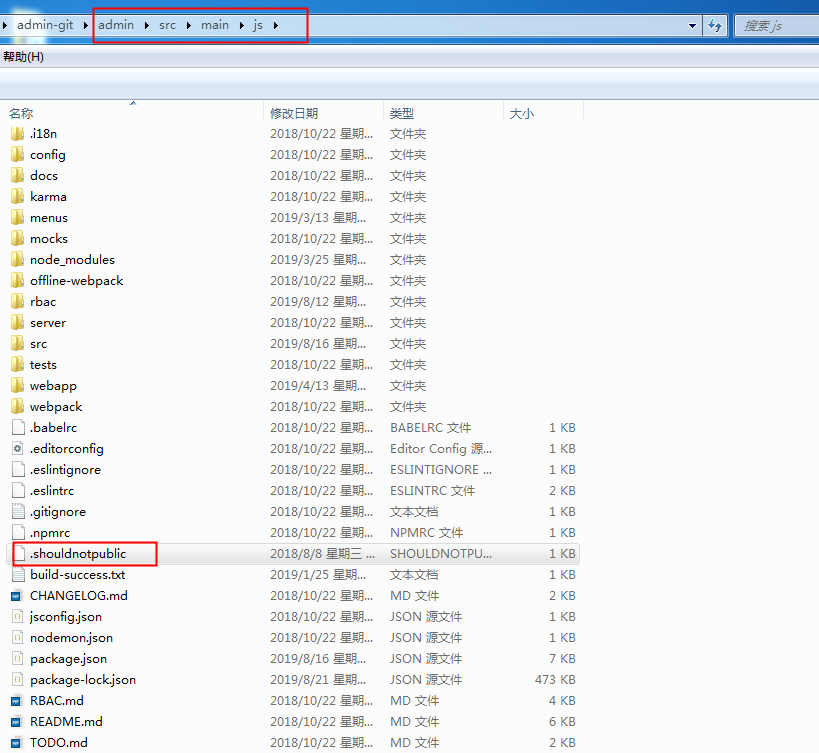 admin-git admin src main js 搜索 js
帮助(H)
名称 修改日期 类型 大小
.i18n 2018/10/22 星期... 文件夹
config 2018/10/22 星期... 文件夹
docs 2018/10/22 星期... 文件夹
karma 2018/10/22 星期... 文件夹
menus 2019/3/13 星期... 文件夹
mocks 2018/10/22 星期... 文件夹
node_modules 2019/3/25 星期... 文件夹
offline-webpack 2018/10/22 星期... 文件夹
rbac 2019/8/12 星期... 文件夹
server 2018/10/22 星期... 文件夹
src 2019/8/16 星期... 文件夹
tests 2018/10/22 星期... 文件夹
webapp 2019/4/13 星期... 文件夹
webpack 2018/10/22 星期... 文件夹
.babelrc 2018/10/22 星期... BABELRC 文件 1 KB
.editorconfig 2018/10/22 星期... Editor Config 源... 1 KB
.eslintignore 2018/10/22 星期... ESLINTIGNORE ... 1 KB
.eslintrc 2018/10/22 星期... ESLINTRC 文件 2 KB
.gitignore 2018/10/22 星期... 文本文档 1 KB
.npmrc 2018/10/22 星期... NPMRC 文件 1 KB
.shouldnotpublic 2018/8/8 星期三 ... SHOULDNOTPU... 1 KB
build-success.txt 2019/1/25 星期... 文本文档 1 KB
CHANGELOG.md 2018/10/22 星期... MD 文件 2 KB
jsconfig.json 2018/10/22 星期... JSON 源文件 1 KB
nodemon.json 2018/10/22 星期... JSON 源文件 1 KB
package.json 2019/8/16 星期... JSON 源文件 7 KB
package-lock.json 2019/8/21 星期... JSON 源文件 473 KB
RBAC.md 2018/10/22 星期... MD 文件 4 KB
README.md 2018/10/22 星期... MD 文件 6 KB
TODO.md 2018/10/22 星期... MD 文件 2 KB